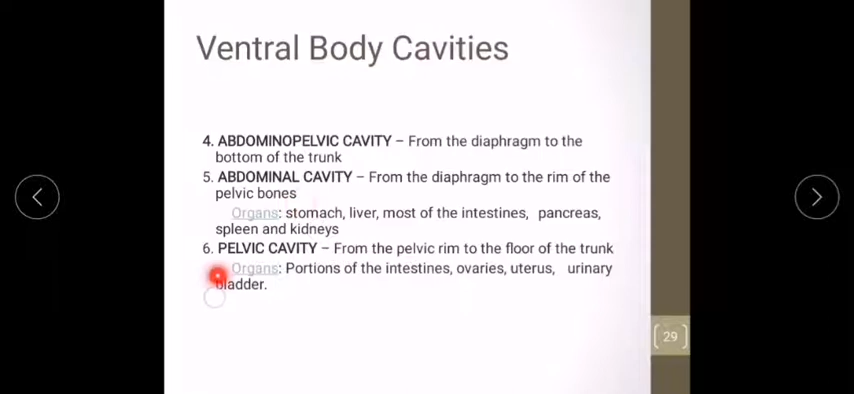 Ventral Body Cavities
4. ABDOMINOPELVIC CAVITY – From the diaphragm to the
bottom of the trunk
5. ABDOMINAL CAVITY – From the diaphragm to the rim of the
pelvic bones
Organs: stomach, liver, most of the intestines, pancreas,
spleen and kidneys
6. PELVIC CAVITY – From the pelvic rim to the floor of the trunk
Organs: Portions of the intestines, ovaries, uterus, urinary
bladder.
29